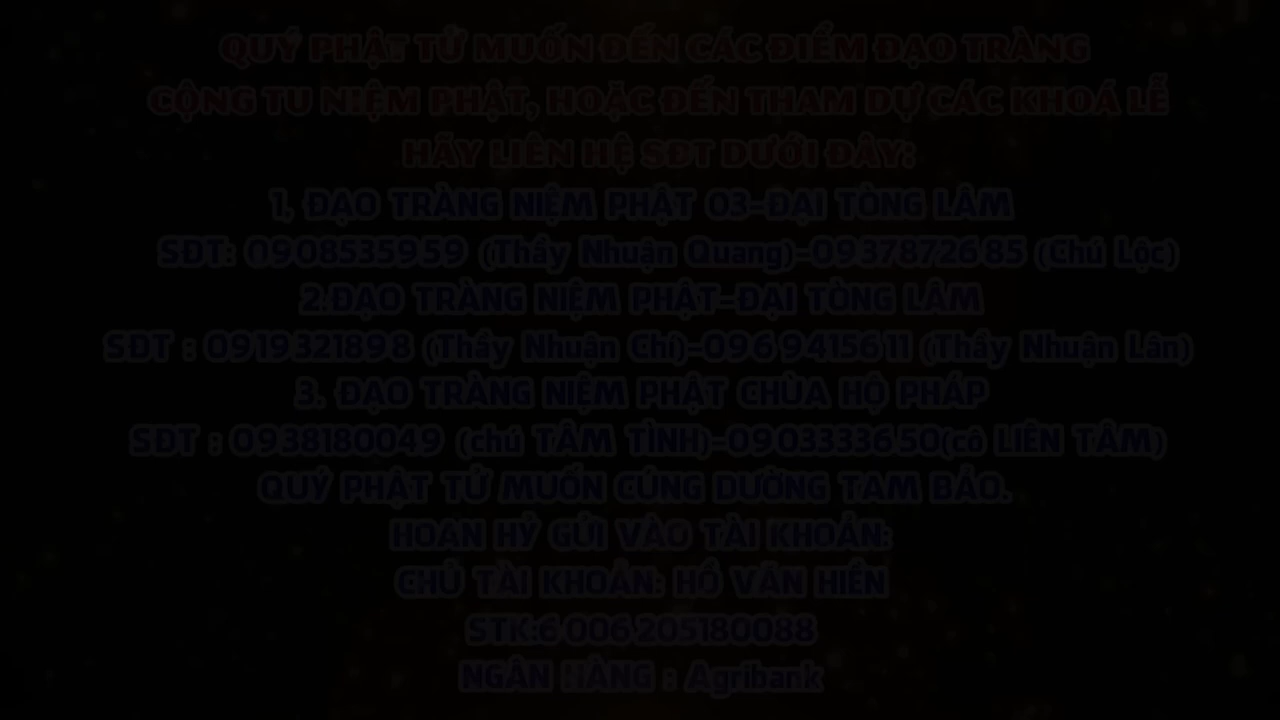 QUÝ PHẬT TỬ MUỐN ĐẾN CÁC ĐIỂM ĐẠO TRÀNG
CỘNG TU NIỆM PHẬT, HOẶC ĐẾN THAM DỰ CÁC KHOÁ LỄ
HÃY LIÊN HỆ SĐT DƯỚI ĐÂY:
1, ĐẠO TRÀNG NIỆM PHẬT 03-ĐẠI TÒNG LÂM
SĐT: 0908535959 (Thầy Nhuận Quang)-0937872685 (Chú Lộc)
2.ĐẠO TRÀNG NIỆM PHẬT-ĐẠI TÒNG LÂM
SĐT : 0919321898 (Thầy Nhuận Chí)-0969415611 (Thầy Nhuận Lân)
3. ĐẠO TRÀNG NIỆM PHẬT CHÙA HỘ PHÁP
SĐT : 0938180049 (chú TÂM TÌNH)-0903333650(cô LIÊN TÂM)
QUÝ PHẬT TỬ MUỐN CÚNG DƯỜNG TAM BẢO.
HOAN HỶ GỬI VÀO TÀI KHOẢN:
CHỦ TÀI KHOẢN: HỒ VĂN HIỀN
STK:6006205180088
NGÂN HÀNG : Agribank